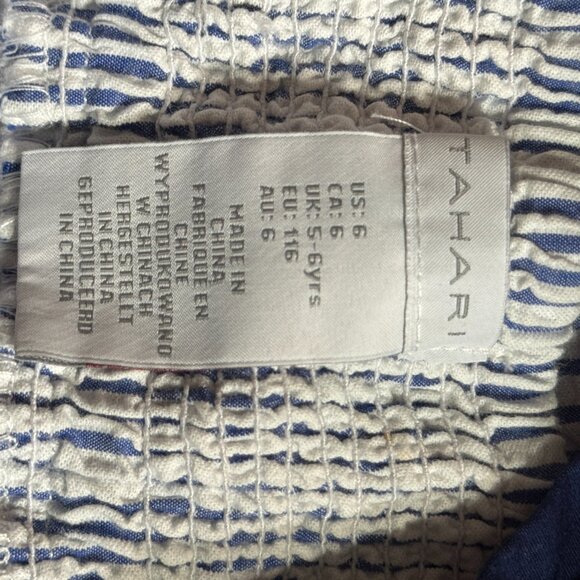 TAHARI
US: 6
CA: 6
UK: 5-6yrs
EU: 116
AU: 6
MADE IN
CHINA
FABRIQUE EN
CHINE
WYPRODUKOWANO
W CHINACH
HERGESTELLT
IN CHINA
GEPRODUCEERD
IN CHINA